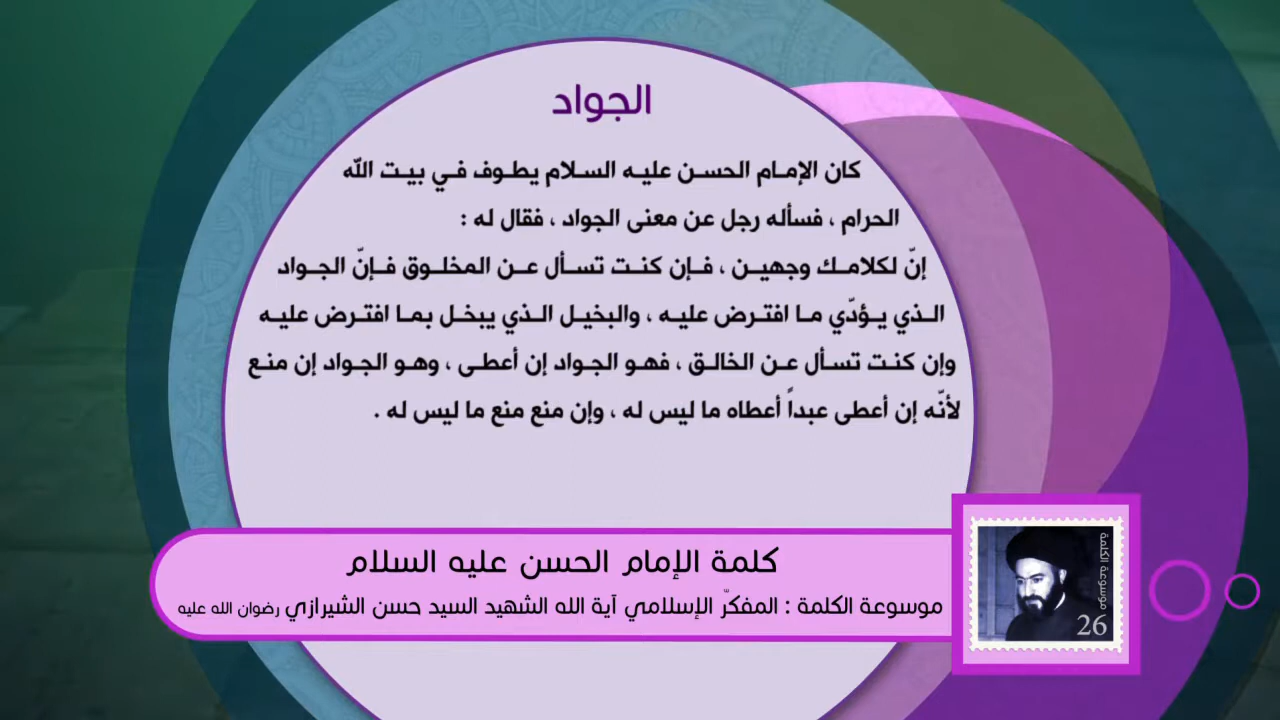 الجواد
كان الإمام الحسن عليه السلام يطوف في بيت الله
الحرام ، فسأله رجل عن معنى الجواد ، فقال له :
إنّ لكلامك وجهين ، فإن كنت تسأل عن المخلوق فإنّ الجواد
الذي يؤدّي ما افترض عليه ، والبخيل الذي يبخل بما افترض عليه
وإن كنت تسأل عن الخالق ، فهو الجواد إن أعطى ، وهو الجواد إن منع
لأنّه إن أعطى عبداً أعطاه ما ليس له ، وإن منع منع ما ليس له .
كلمة الإمام الحسن عليه السلام
موسوعة الكلمة : المفكرّ الإسلامي آية الله الشهيد السيد حسن الشيرازي رضوان الله عليه
موسوعة الكلمة
26